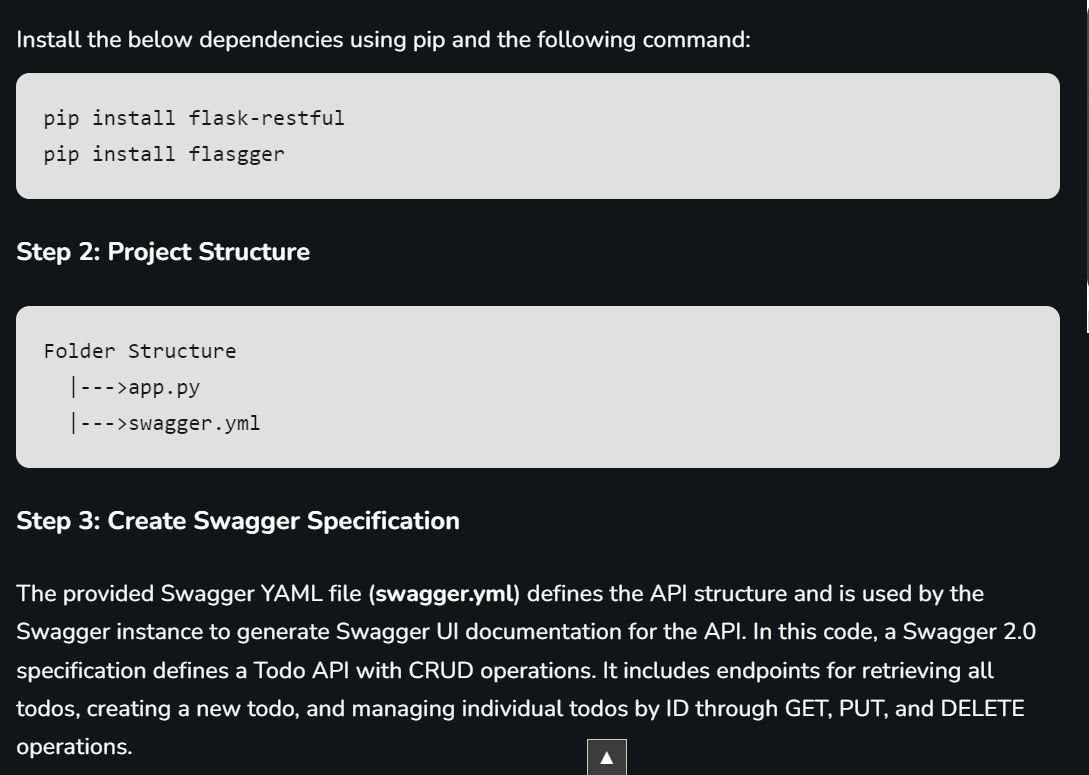 Install the below dependencies using pip and the following command:
pip install flask-restful
pip install flasgger
Step 2: Project Structure
Folder Structure
|--->app.py
|--->swagger.yml
Step 3: Create Swagger Specification
The provided Swagger YAML file (swagger.yml) defines the API structure and is used by the
Swagger instance to generate Swagger UI documentation for the API. In this code, a Swagger 2.0
specification defines a Todo API with CRUD operations. It includes endpoints for retrieving all
todos, creating a new todo, and managing individual todos by ID through GET, PUT, and DELETE
operations.